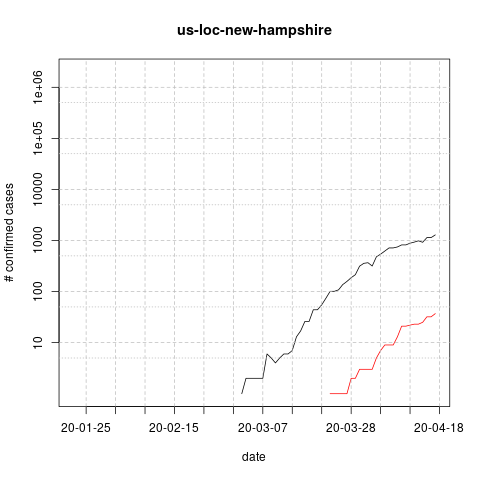 us-loc-new-hampshire
# confirmed cases
1e+06
1e+05
10000
1000
100
10
20-01-25 20-02-15 20-03-07 20-03-28 20-04-18
date